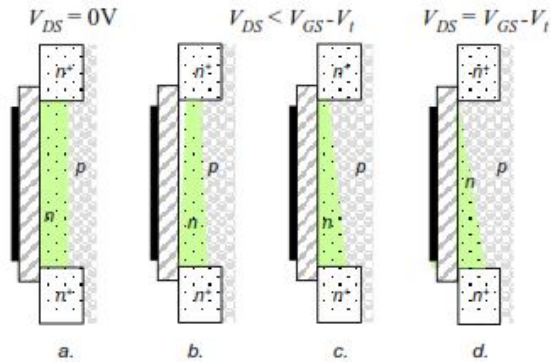 V_DS = 0V
V_DS < V_GS-V_t
V_DS = V_GS-V_t
n⁺
n⁺
n⁺
n⁺
p
p
p
p
n
n
n
n
n⁺
n⁺
n⁺
n⁺
a.
b.
c.
d.